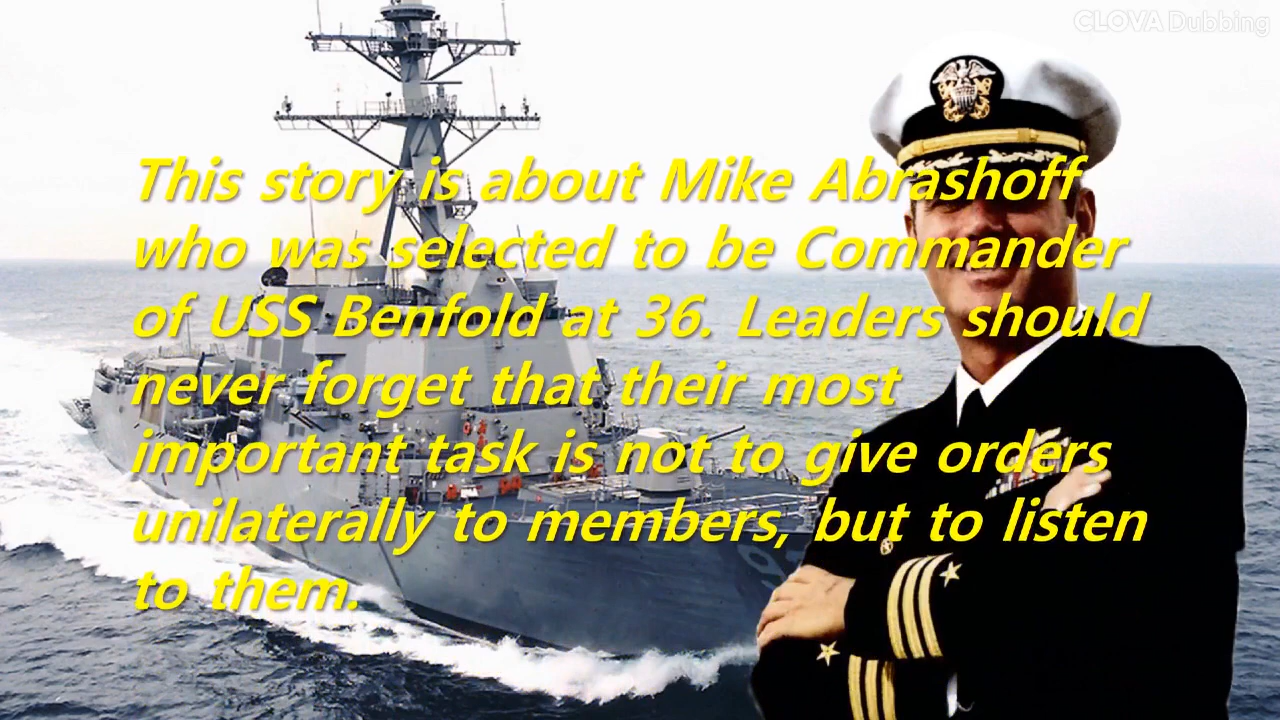 CLOVA Dubbing
This story is about Mike Abrashoff
who was selected to be Commander
of USS Benfold at 36. Leaders should
never forget that their most
important task is not to give orders
unilaterally to members, but to listen
to them.